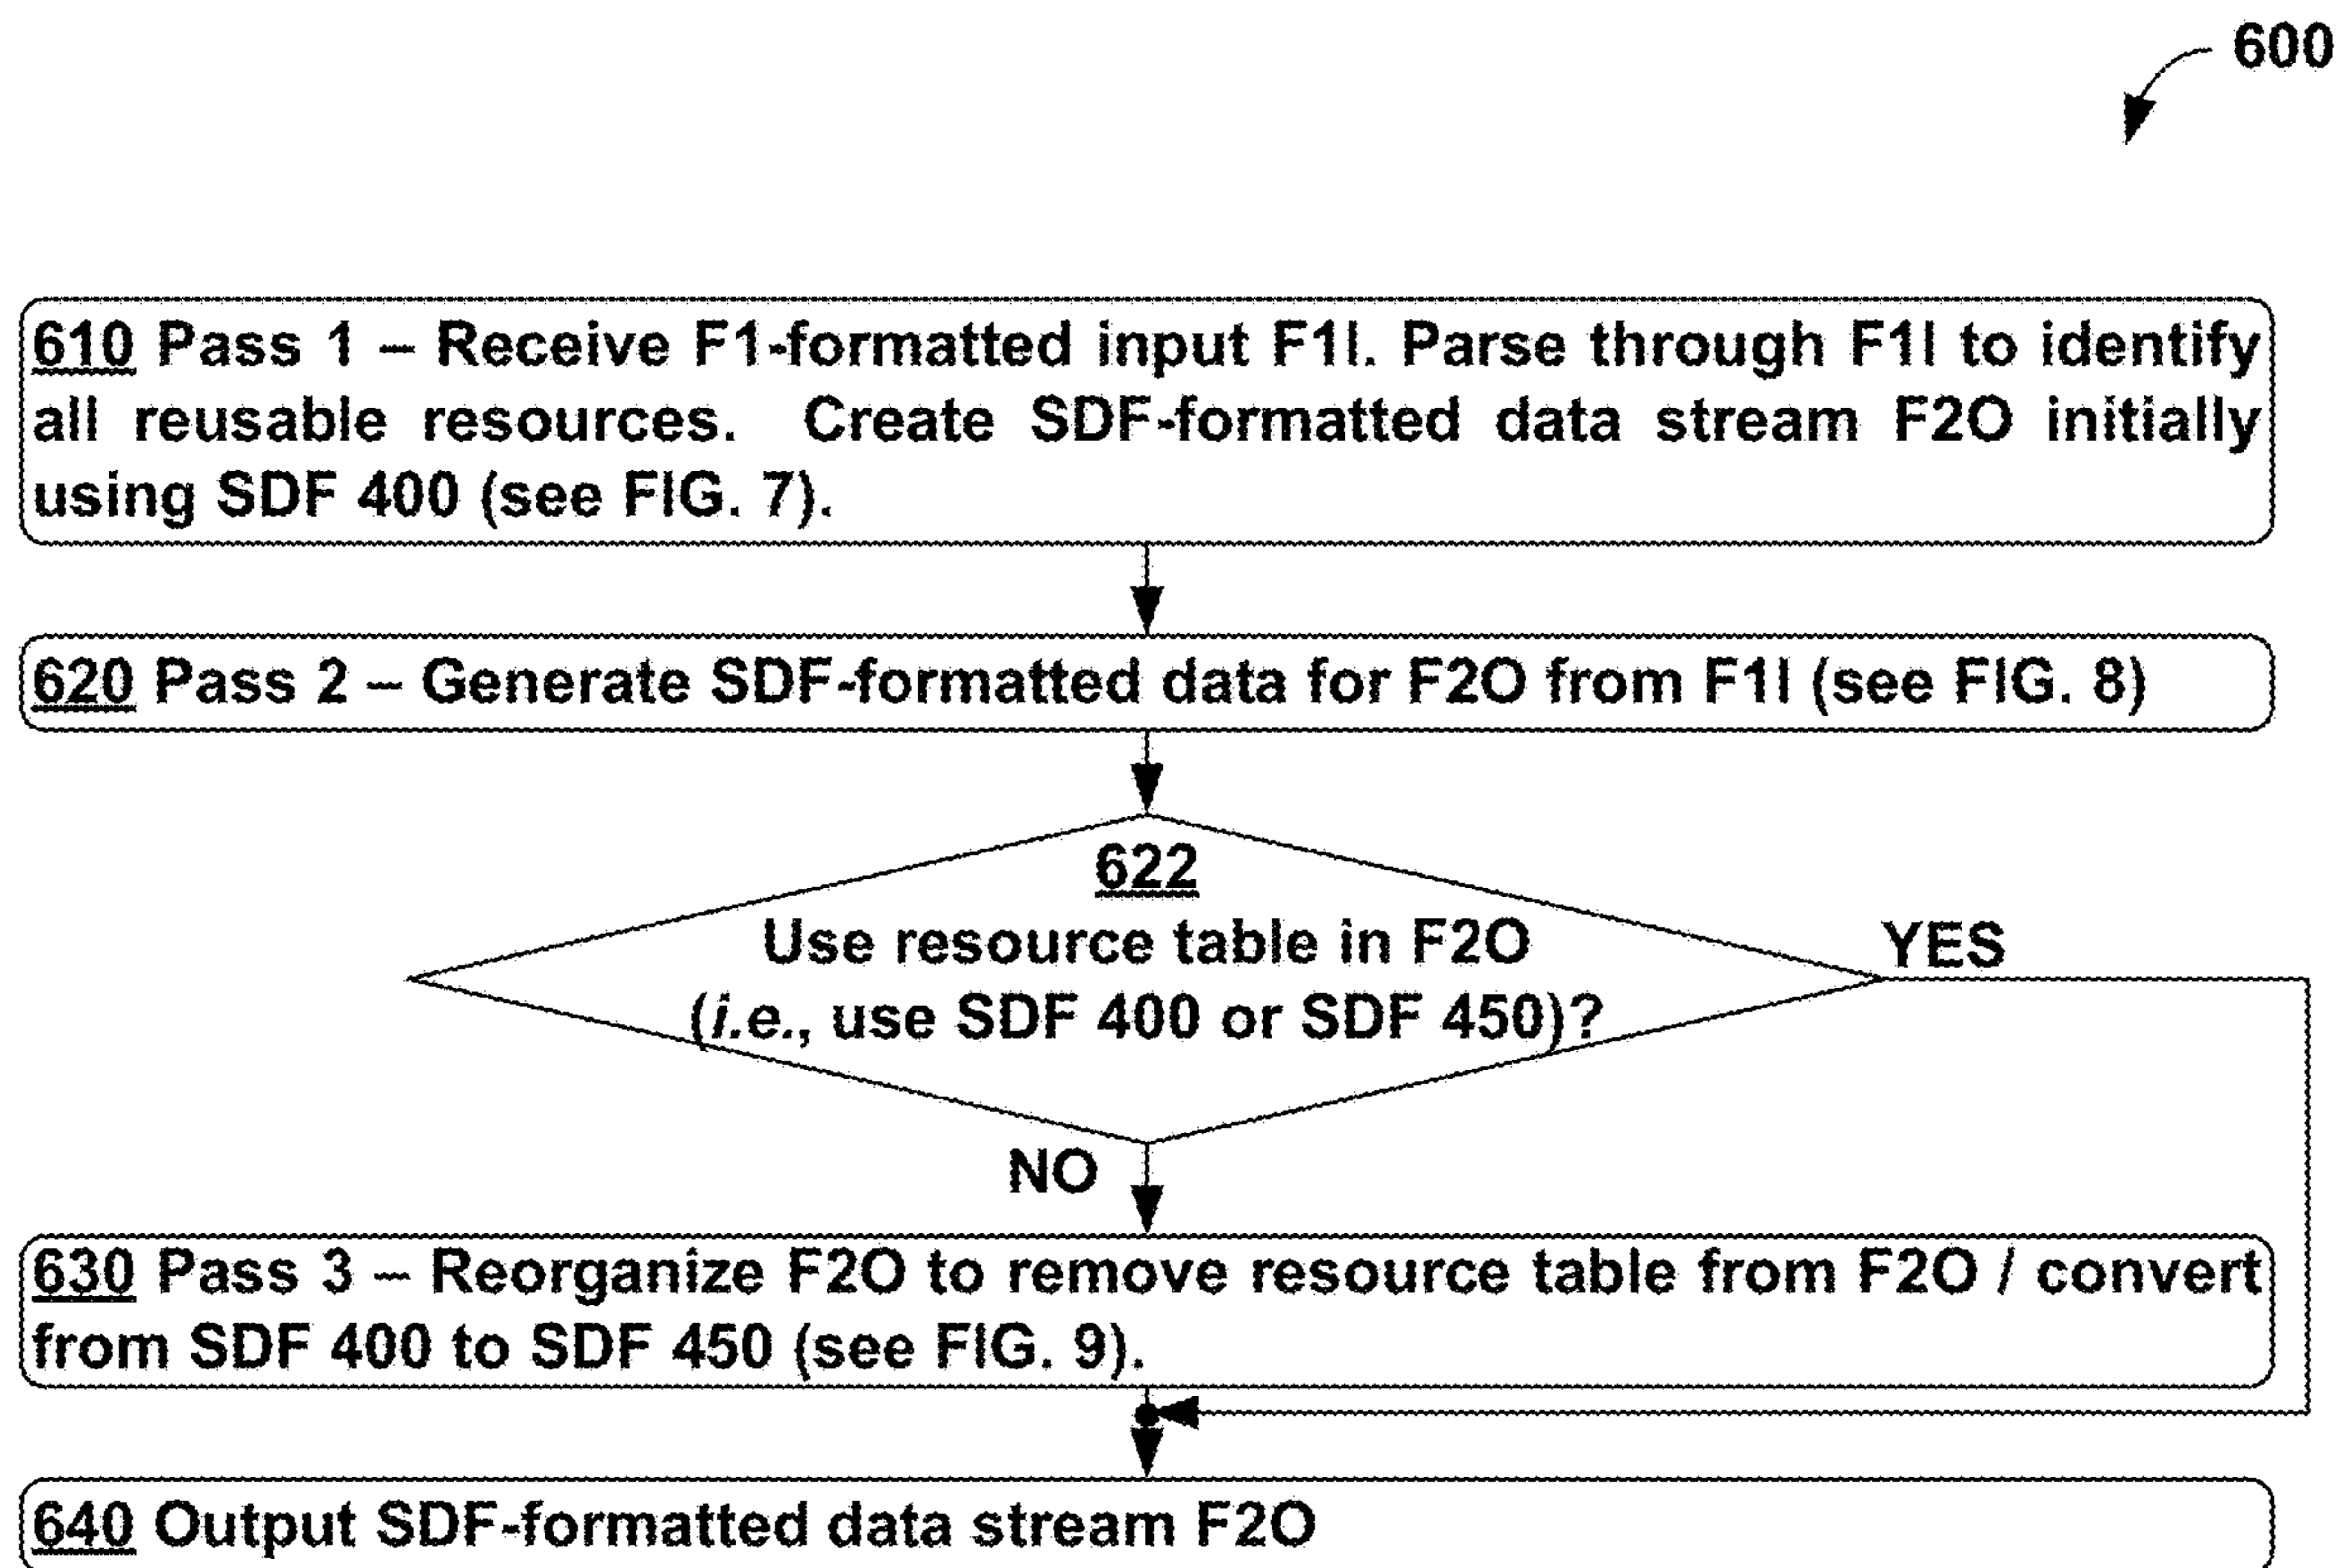 600
610 Pass 1 – Receive F1-formatted input F1I. Parse through F1I to identify
all reusable resources. Create SDF-formatted data stream F2O initially
using SDF 400 (see FIG. 7).
620 Pass 2 – Generate SDF-formatted data for F2O from F1I (see FIG. 8)
622
Use resource table in F2O
(i.e., use SDF 400 or SDF 450)?
YES
NO
630 Pass 3 – Reorganize F2O to remove resource table from F2O / convert
from SDF 400 to SDF 450 (see FIG. 9).
640 Output SDF-formatted data stream F2O